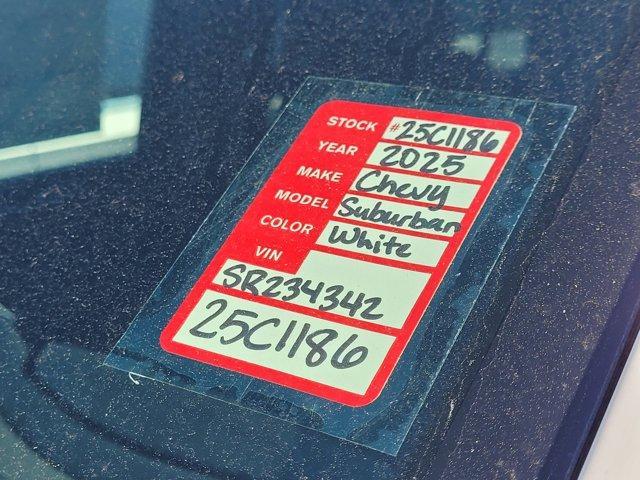 STOCK #25C1186
YEAR 2025
MAKE Chevy
MODEL Suburban
COLOR White
VIN
SR234342
25C1186